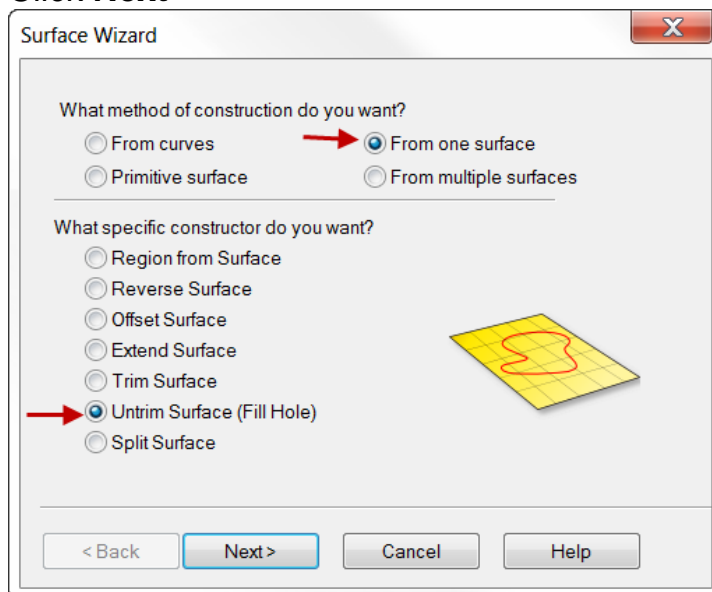 Click Next
Surface Wizard
What method of construction do you want?
From curves From one surface
Primitive surface From multiple surfaces
What specific constructor do you want?
Region from Surface
Reverse Surface
Offset Surface
Extend Surface
Trim Surface
Untrim Surface (Fill Hole)
Split Surface
< Back Next > Cancel Help